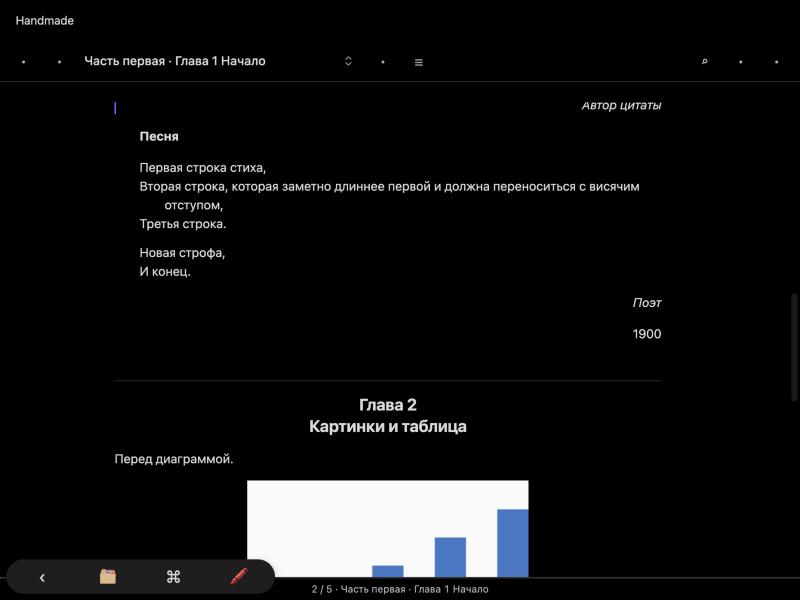 Handmade
Часть первая · Глава 1 Начало
Автор цитаты
Песня
Первая строка стиха,
Вторая строка, которая заметно длиннее первой и должна переноситься с висячим
отступом,
Третья строка.
Новая строфа,
И конец.
Поэт
1900
Глава 2
Картинки и таблица
Перед диаграммой.
2 / 5 · Часть первая · Глава 1 Начало